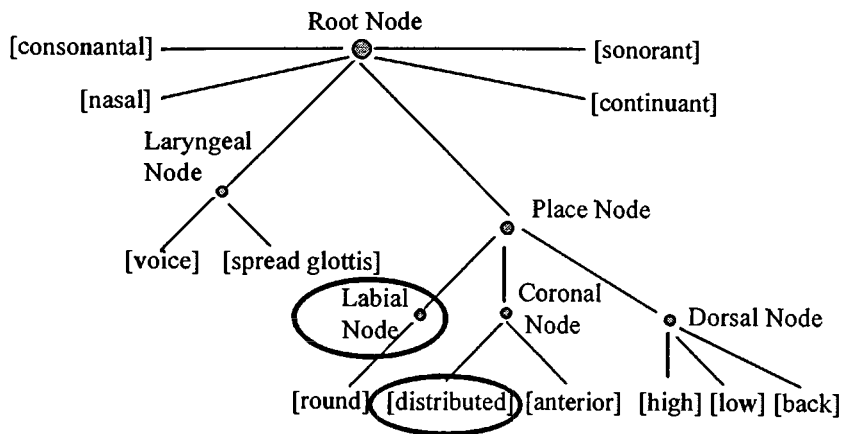 Root Node
[consonantal]
[sonorant]
[nasal]
[continuant]
Laryngeal
Node
Place Node
[voice] [spread glottis]
Labial
Node
Coronal
Node
Dorsal Node
[round] [distributed] [anterior] [high] [low] [back]